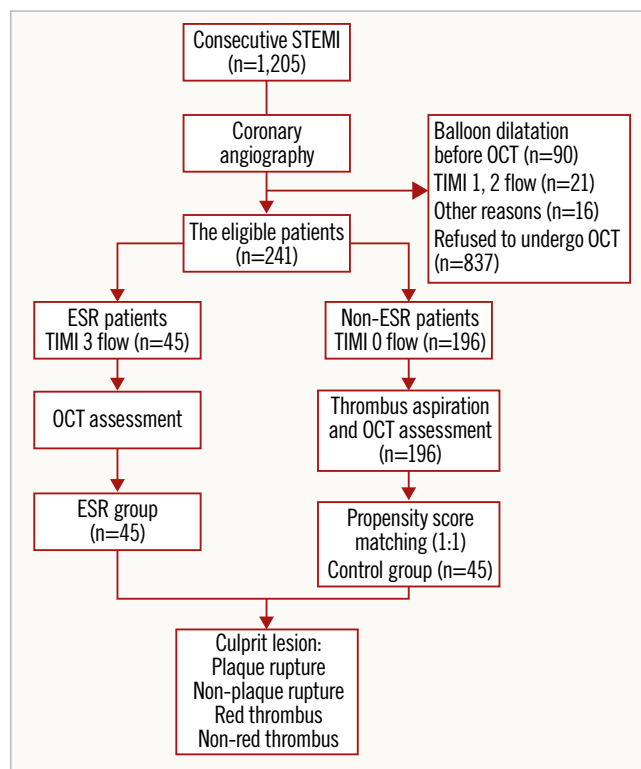 Consecutive STEMI
(n=1,205)
Coronary
angiography
Balloon dilatation
before OCT (n=90)
TIMI 1, 2 flow (n=21)
Other reasons (n=16)
Refused to undergo OCT
(n=837)
The eligible patients
(n=241)
ESR patients
TIMI 3 flow (n=45)
Non-ESR patients
TIMI 0 flow (n=196)
OCT assessment
Thrombus aspiration
and OCT assessment
(n=196)
ESR group
(n=45)
Propensity score
matching (1:1)
Control group (n=45)
Culprit lesion:
Plaque rupture
Non-plaque rupture
Red thrombus
Non-red thrombus